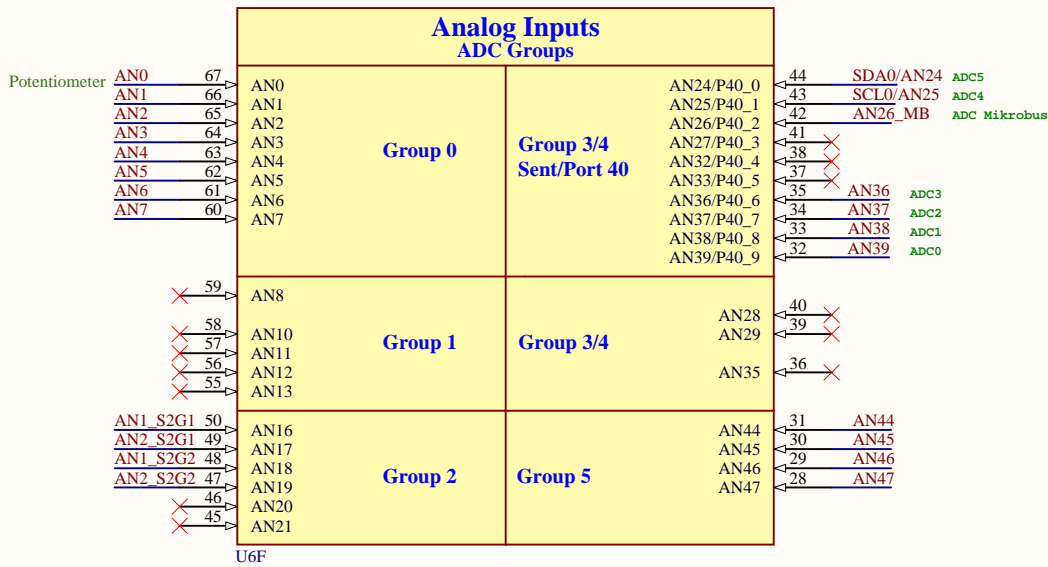 Analog Inputs
ADC Groups
Potentiometer AN0 67 AN0
AN1 66 AN1
AN2 65 AN2
AN3 64 AN3
AN4 63 AN4
AN5 62 AN5
AN6 61 AN6
AN7 60 AN7
Group 0
AN24/P40_0 44 SDA0/AN24 ADC5
AN25/P40_1 43 SCL0/AN25 ADC4
AN26/P40_2 42 AN26_MB ADC Mikrobus
AN27/P40_3 41
AN32/P40_4 38
AN33/P40_5 37
AN36/P40_6 35 AN36 ADC3
AN37/P40_7 34 AN37 ADC2
AN38/P40_8 33 AN38 ADC1
AN39/P40_9 32 AN39 ADC0
Group 3/4
Sent/Port 40
59 AN8
58 AN10
57 AN11
56 AN12
55 AN13
Group 1
Group 3/4
AN28 40
AN29 39
AN35 36
AN1_S2G1 50 AN16
AN2_S2G1 49 AN17
AN1_S2G2 48 AN18
AN2_S2G2 47 AN19
46 AN20
45 AN21
Group 2
Group 5
AN44 31 AN44
AN45 30 AN45
AN46 29 AN46
AN47 28 AN47
U6F